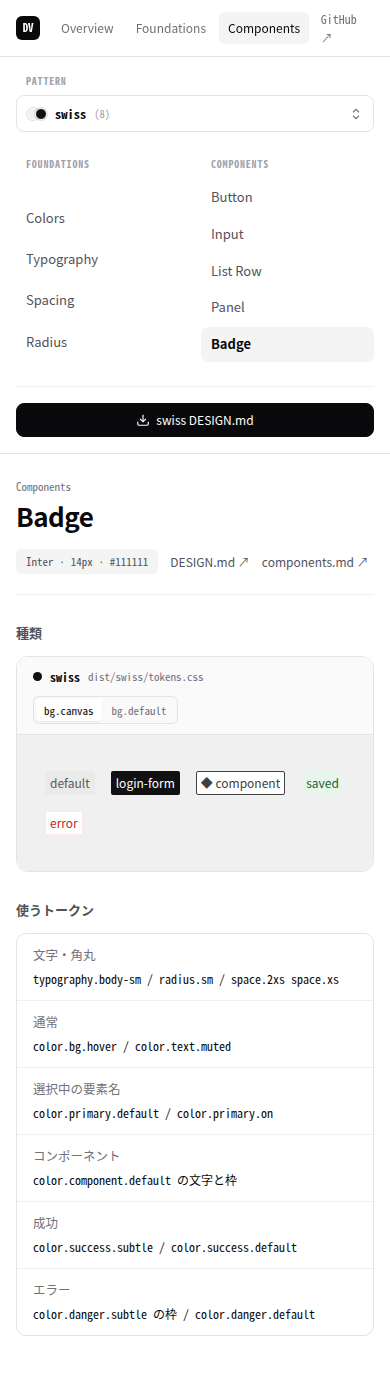 DV Overview Foundations Components GitHub ↗
PATTERN
swiss (8)
FOUNDATIONS
Colors
Typography
Spacing
Radius
COMPONENTS
Button
Input
List Row
Panel
Badge
swiss DESIGN.md
Components
Badge
Inter · 14px · #111111 DESIGN.md ↗ components.md ↗
種類
swiss dist/swiss/tokens.css
bg.canvas bg.default
default login-form ◆ component saved
error
使うトークン
文字・角丸
typography.body-sm / radius.sm / space.2xs space.xs
通常
color.bg.hover / color.text.muted
選択中の要素名
color.primary.default / color.primary.on
コンポーネント
color.component.default の文字と枠
成功
color.success.subtle / color.success.default
エラー
color.danger.subtle の枠 / color.danger.default